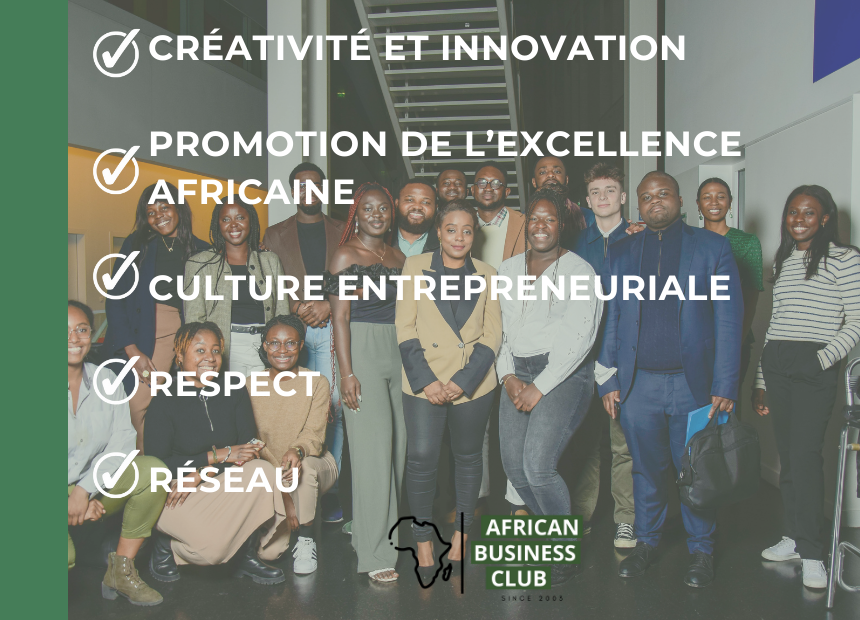 CRÉATIVITÉ ET INNOVATION
PROMOTION DE L'EXCELLENCE
AFRICAINE
CULTURE ENTREPRENEURIALE
RESPECT
RÉSEAU
AFRICAN
BUSINESS
CLUB
SINCE 2003